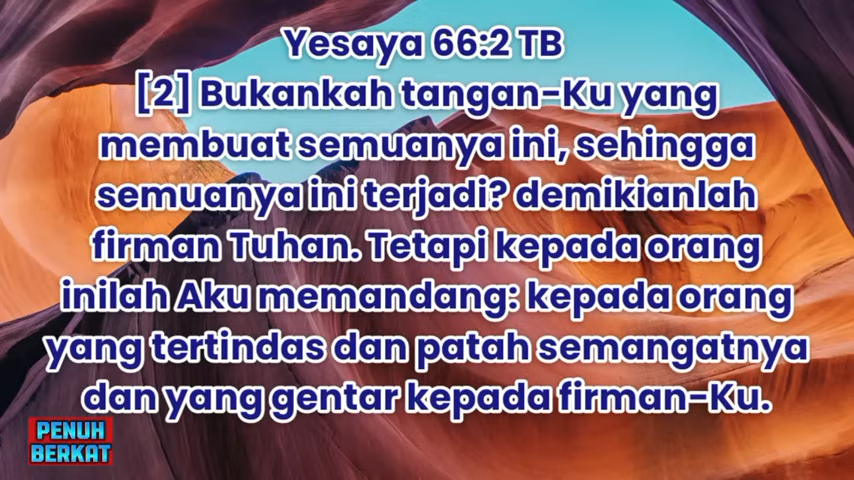 Yesaya 66:2 TB
[2] Bukankah tangan-Ku yang
membuat semuanya ini, sehingga
semuanya ini terjadi? demikianlah
firman Tuhan. Tetapi kepada orang
inilah Aku memandang: kepada orang
yang tertindas dan patah semangatnya
dan yang gentar kepada firman-Ku.
PENUH
BERKAT